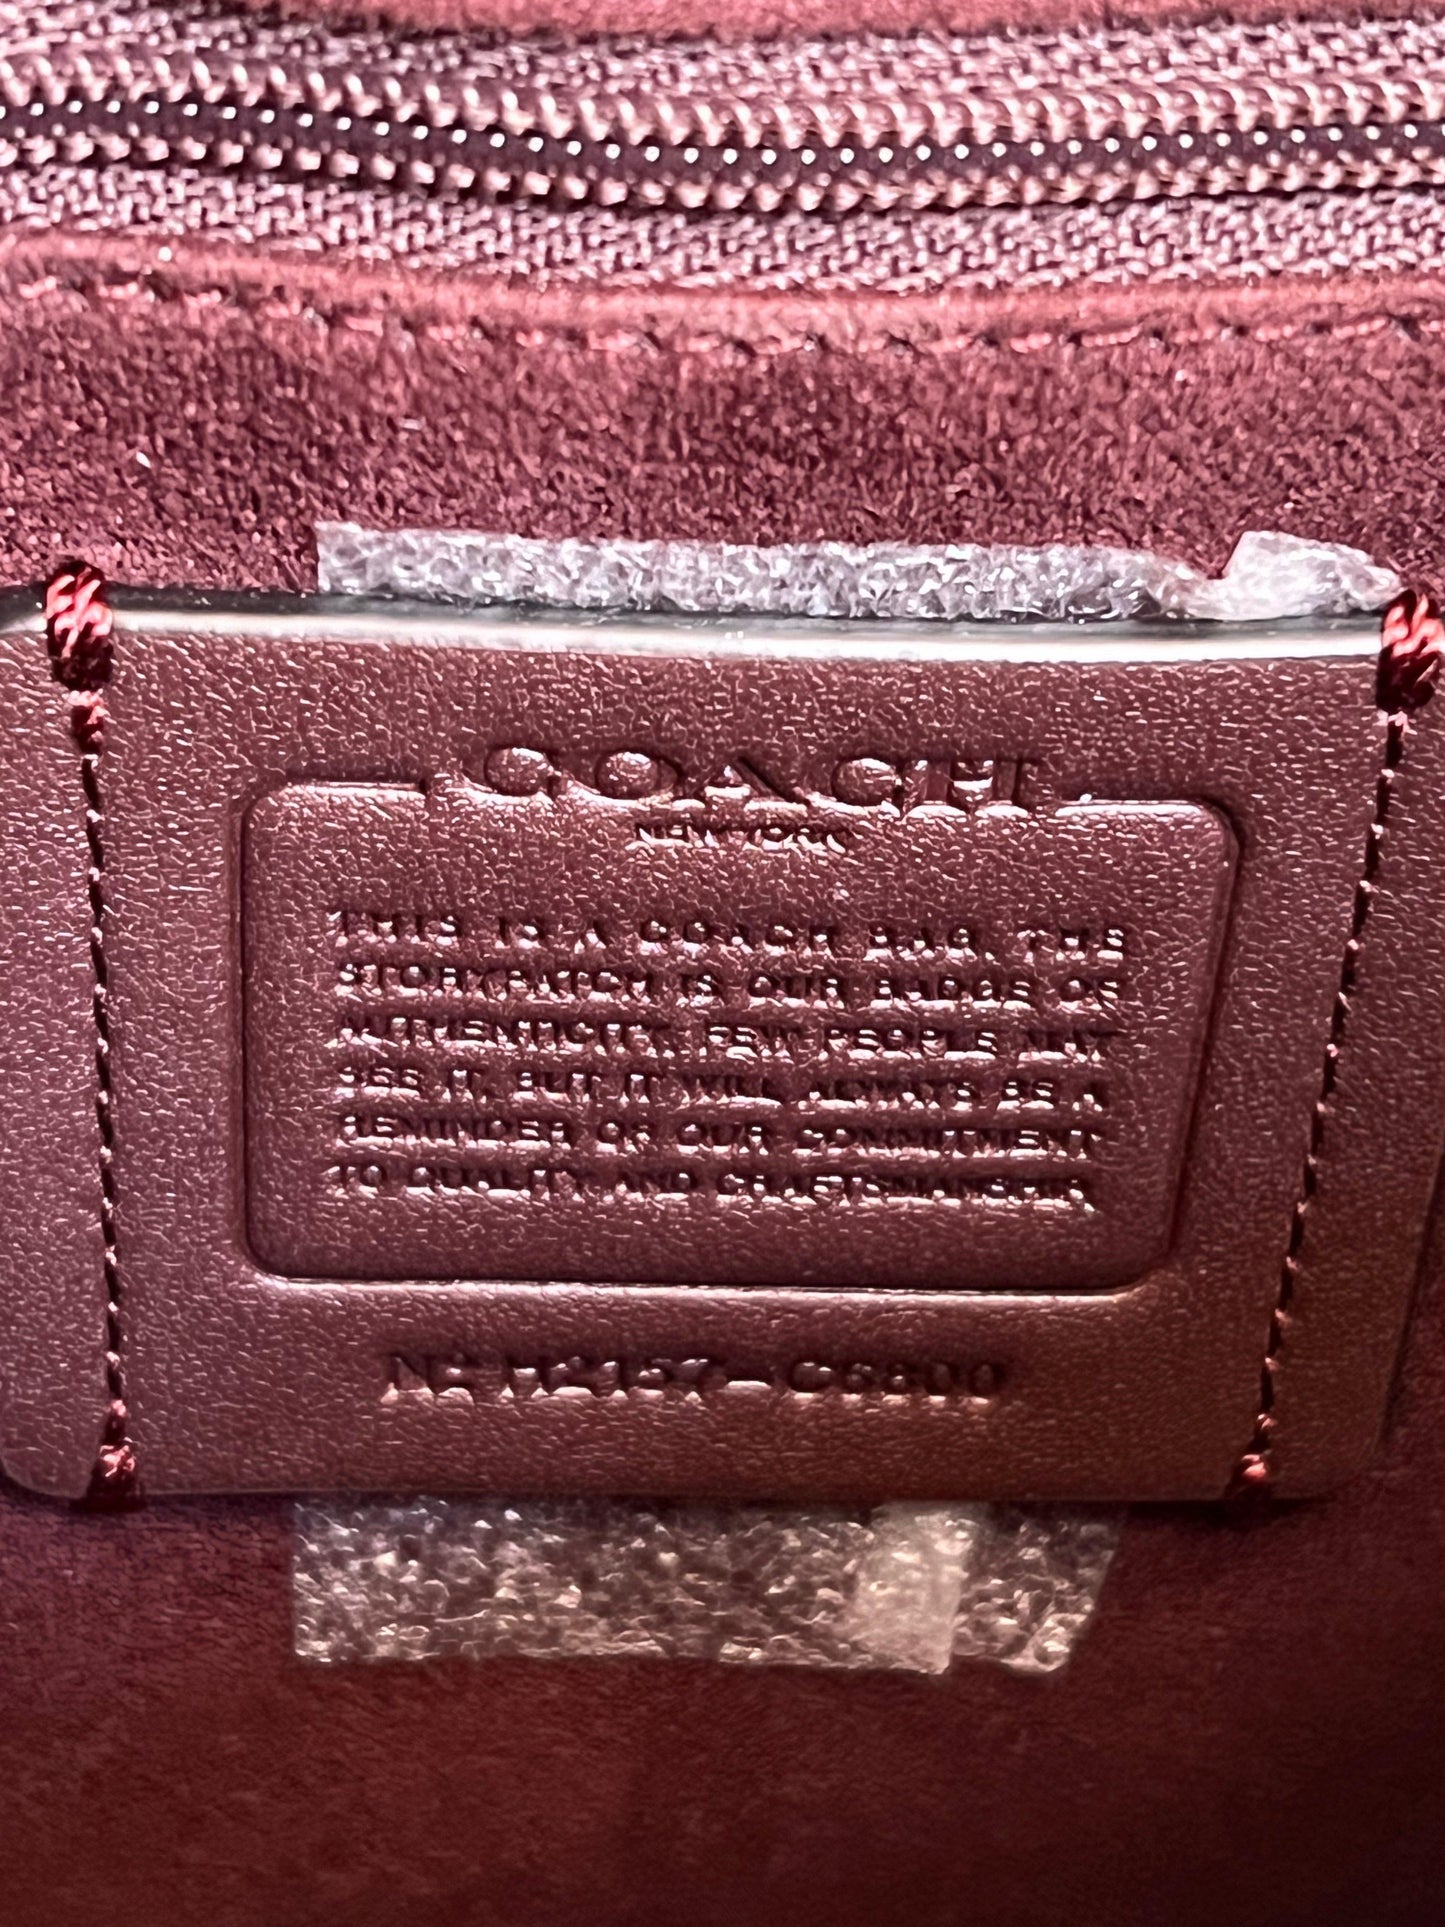 COACH
NEW YORK
THIS IS A COACH BAG. THE
STORYPATCH IS OUR BADGE OF
AUTHENTICITY. FEW PEOPLE MAY
SEE IT, BUT IT WILL ALWAYS BE A
REMINDER OF OUR COMMITMENT
TO QUALITY AND CRAFTSMANSHIP.